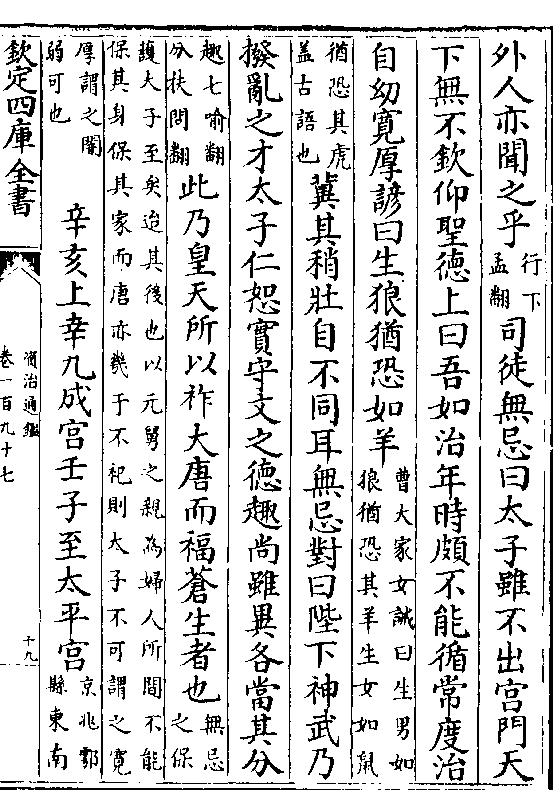 外人亦聞之乎行下孟翻司徒無忌曰太子雖不出宮門天
下無不欽仰聖德上曰吾如治年時頗不能循常度治
自幼寛厚諺曰生狼猶恐如羊曹大家女誡曰生男如狼猶恐其羊生女如鼠
猶恐其虎蓋古語也冀其稍壯自不同耳無忌對曰陛下神武乃
撥亂之才太子仁恕實守文之德趣尚雖異各當其分
趣七喻翻分扶問翻此乃皇天所以祚大唐而福蒼生者也無忌之保
護太子至矣迨其後也以元舅之親為婦人所間不能保其身保其家而唐亦幾于不祀則太子不可謂之寛
厚謂之闇弱可也辛亥上幸九成宮壬子至太平宮京兆鄠縣東南
欽定四庫全書
資治通鑑
卷一百九十七
十九